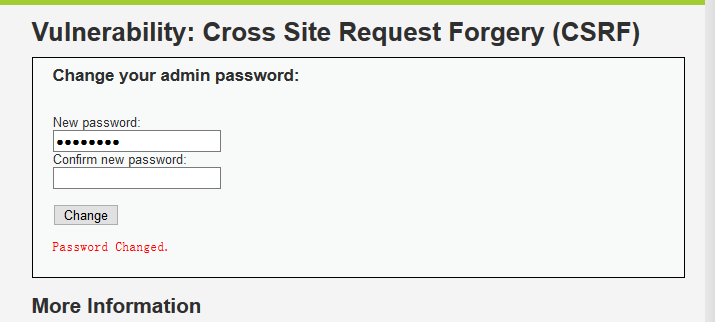 Vulnerability: Cross Site Request Forgery (CSRF)
Change your admin password:
New password:
●●●●●●●●
Confirm new password:
Change
Password Changed.
More Information